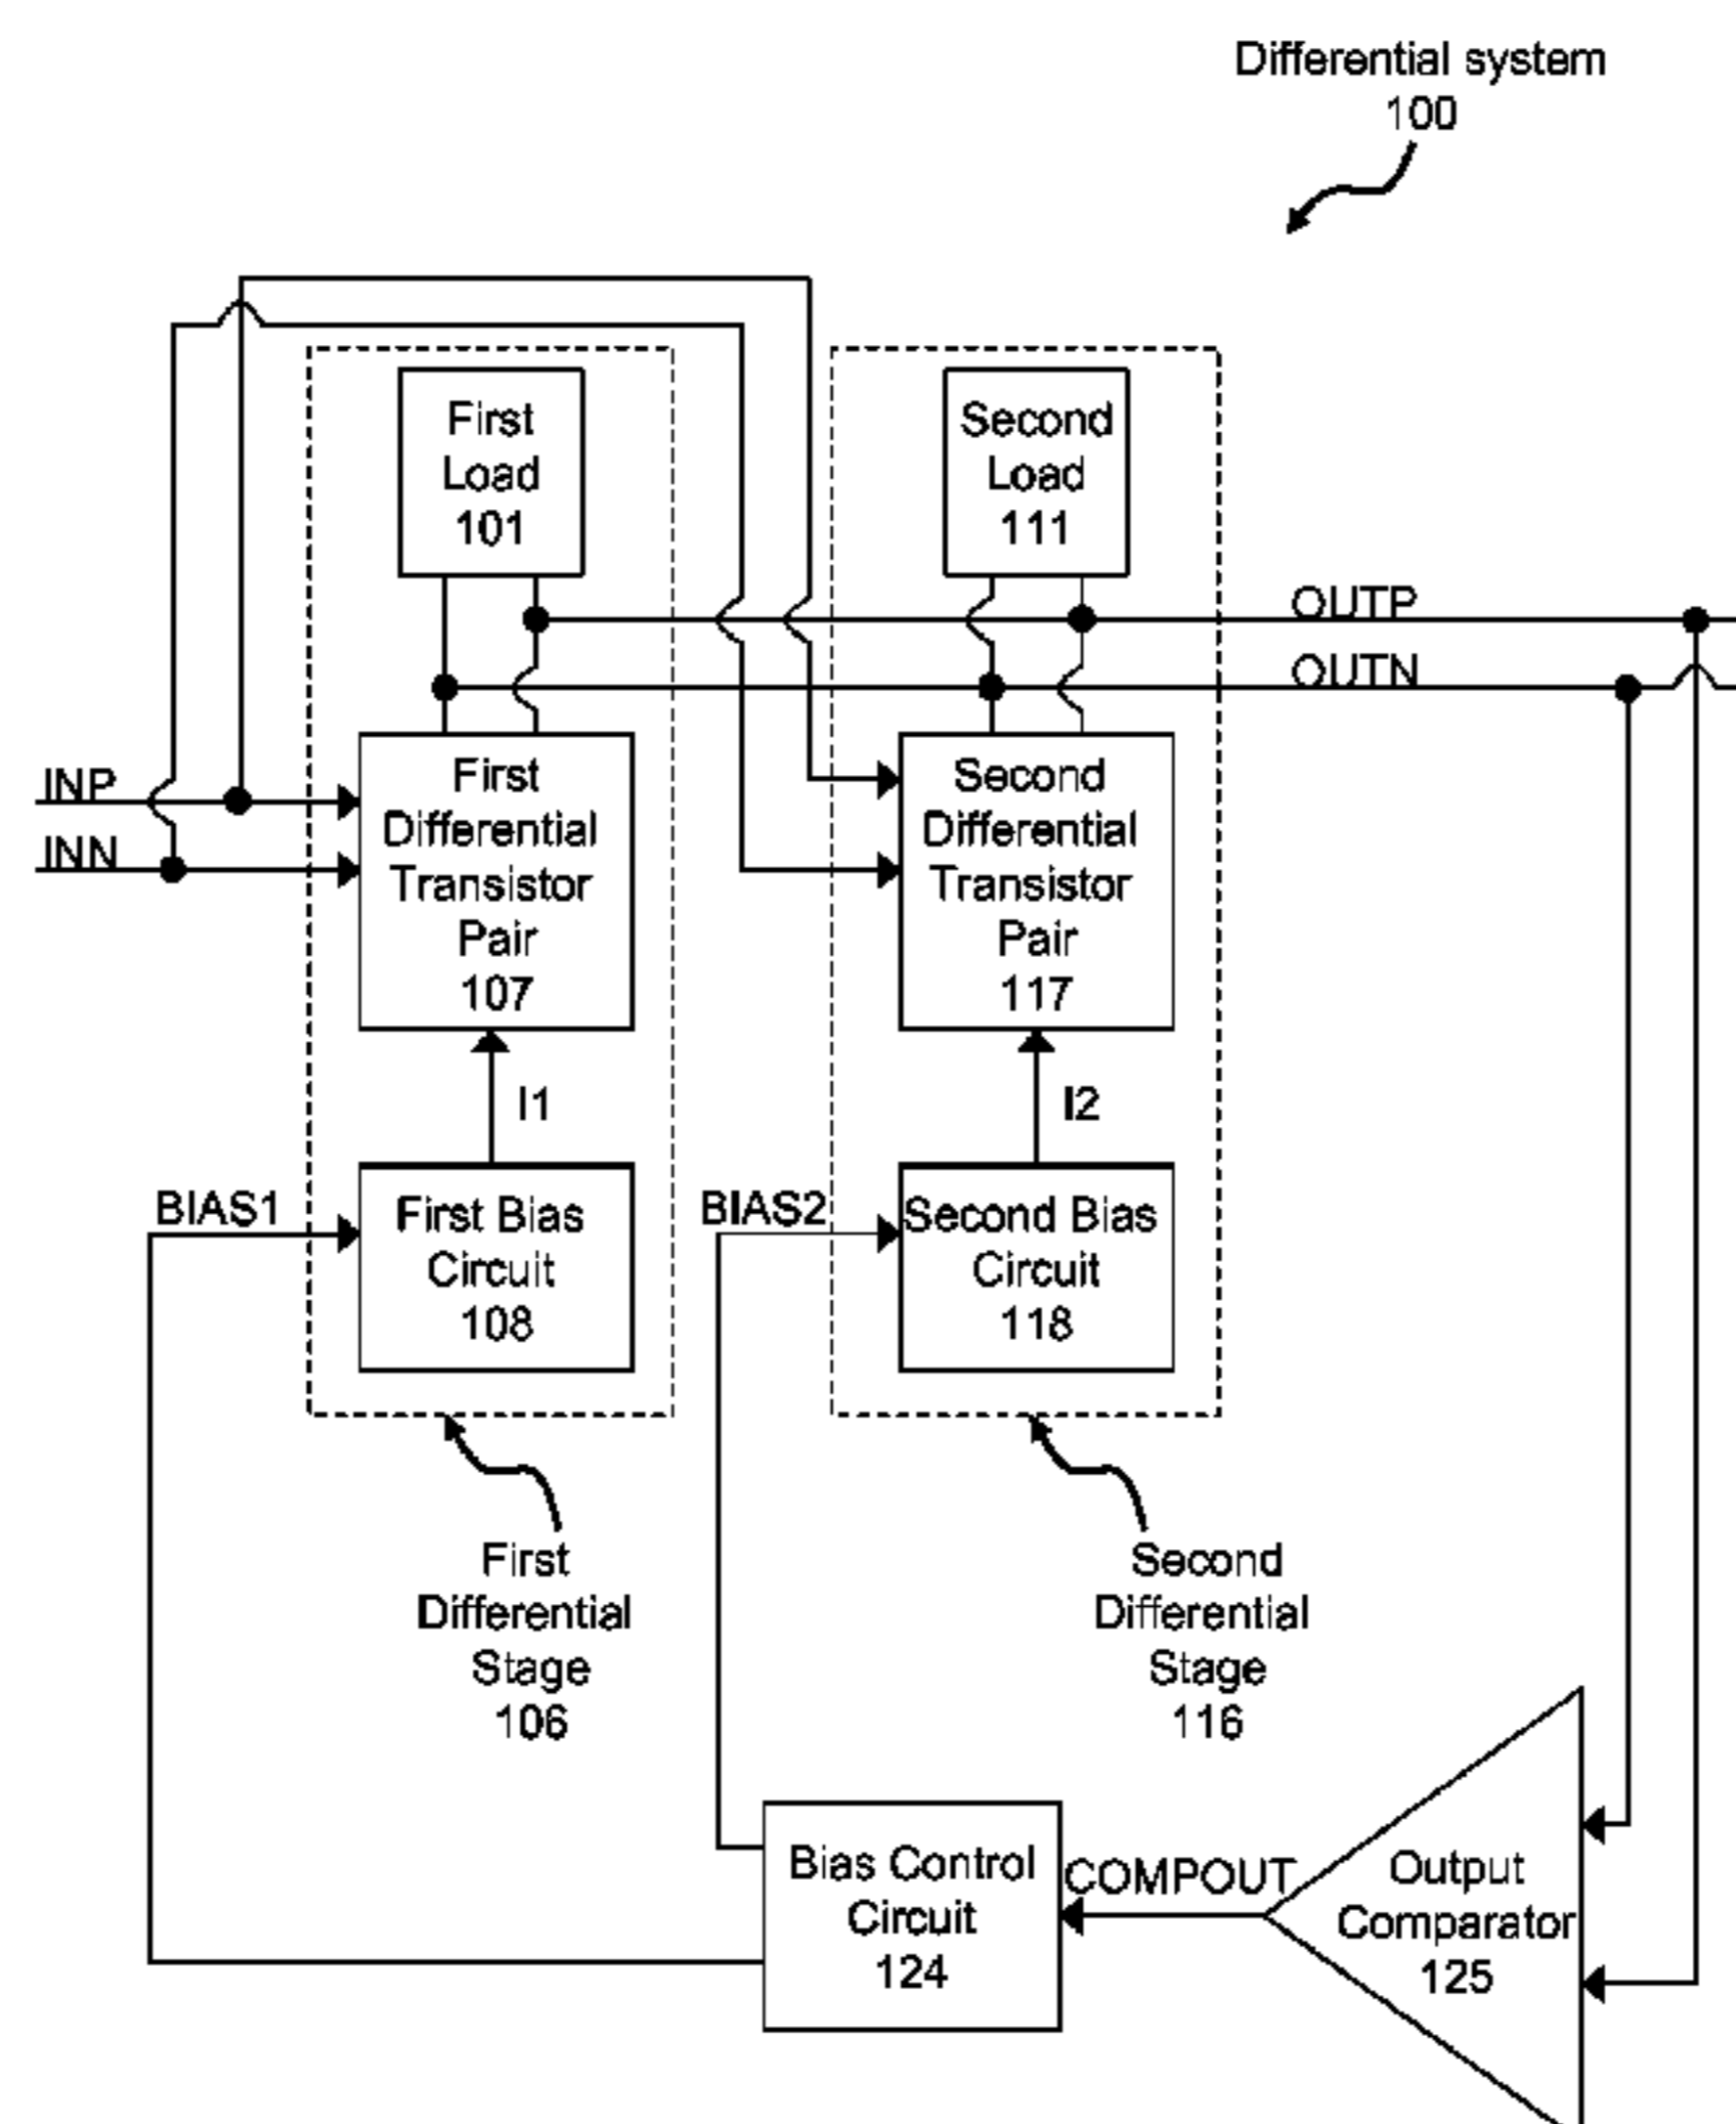 Differential system
100
First
Load
101
Second
Load
111
OUTP
OUTN
INP
INN
First
Differential
Transistor
Pair
107
Second
Differential
Transistor
Pair
117
I1
I2
BIAS1
First Bias
Circuit
108
BIAS2
Second Bias
Circuit
118
First
Differential
Stage
106
Second
Differential
Stage
116
Bias Control
Circuit
124
COMPOUT
Output
Comparator
125